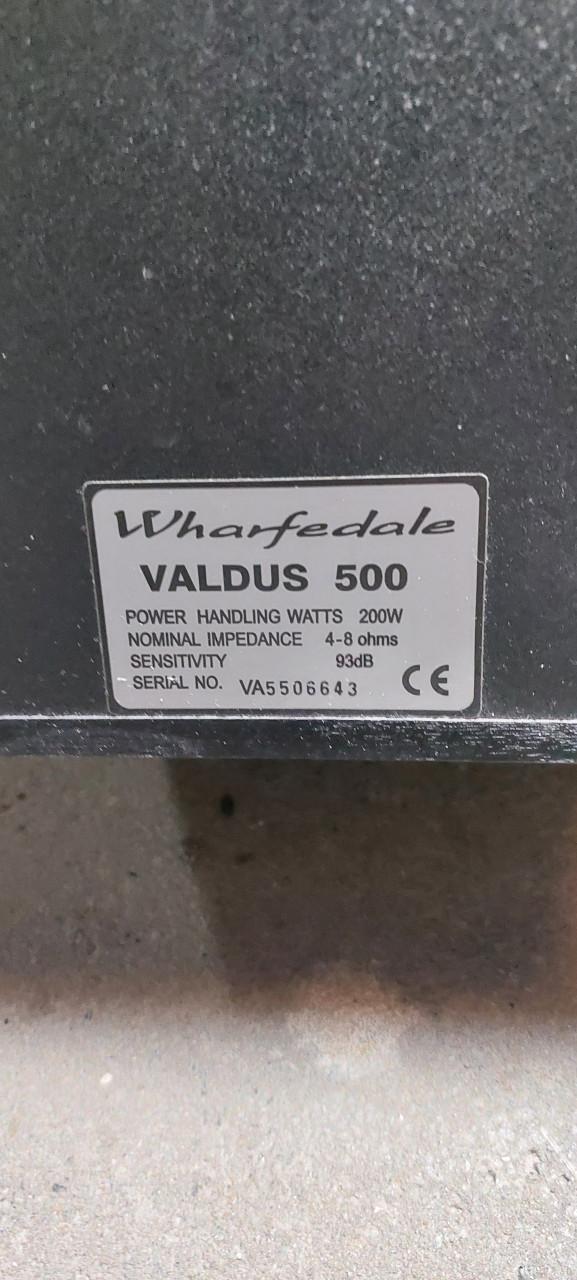 Wharfedale
VALDUS 500
POWER HANDLING WATTS 200W
NOMINAL IMPEDANCE 4-8 ohms
SENSITIVITY 93dB
SERIAL NO. VA5506643
CE